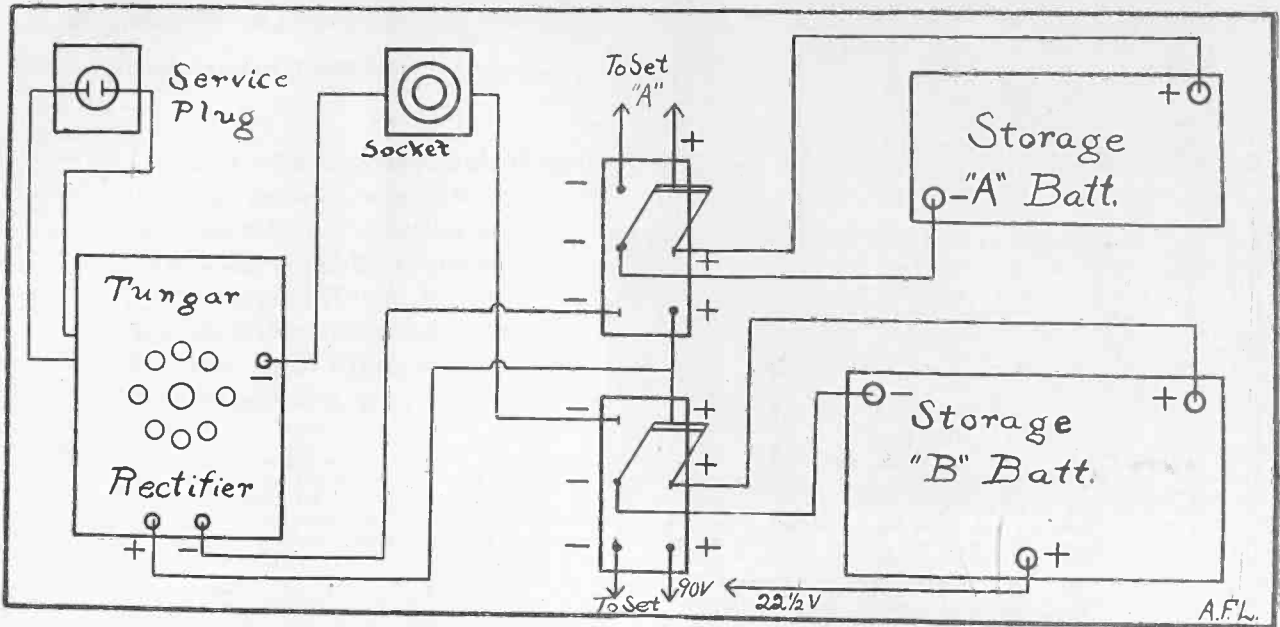 Service
Plug
Socket
To Set
"A"
+
Storage
"A" Batt.
+
-
-
-
+
-
+
Tungar
Rectifier
-
+ -
-
+
-
+
-
+
To Set
90V
22½V
Storage
"B" Batt.
-
+
+
A.F.L.